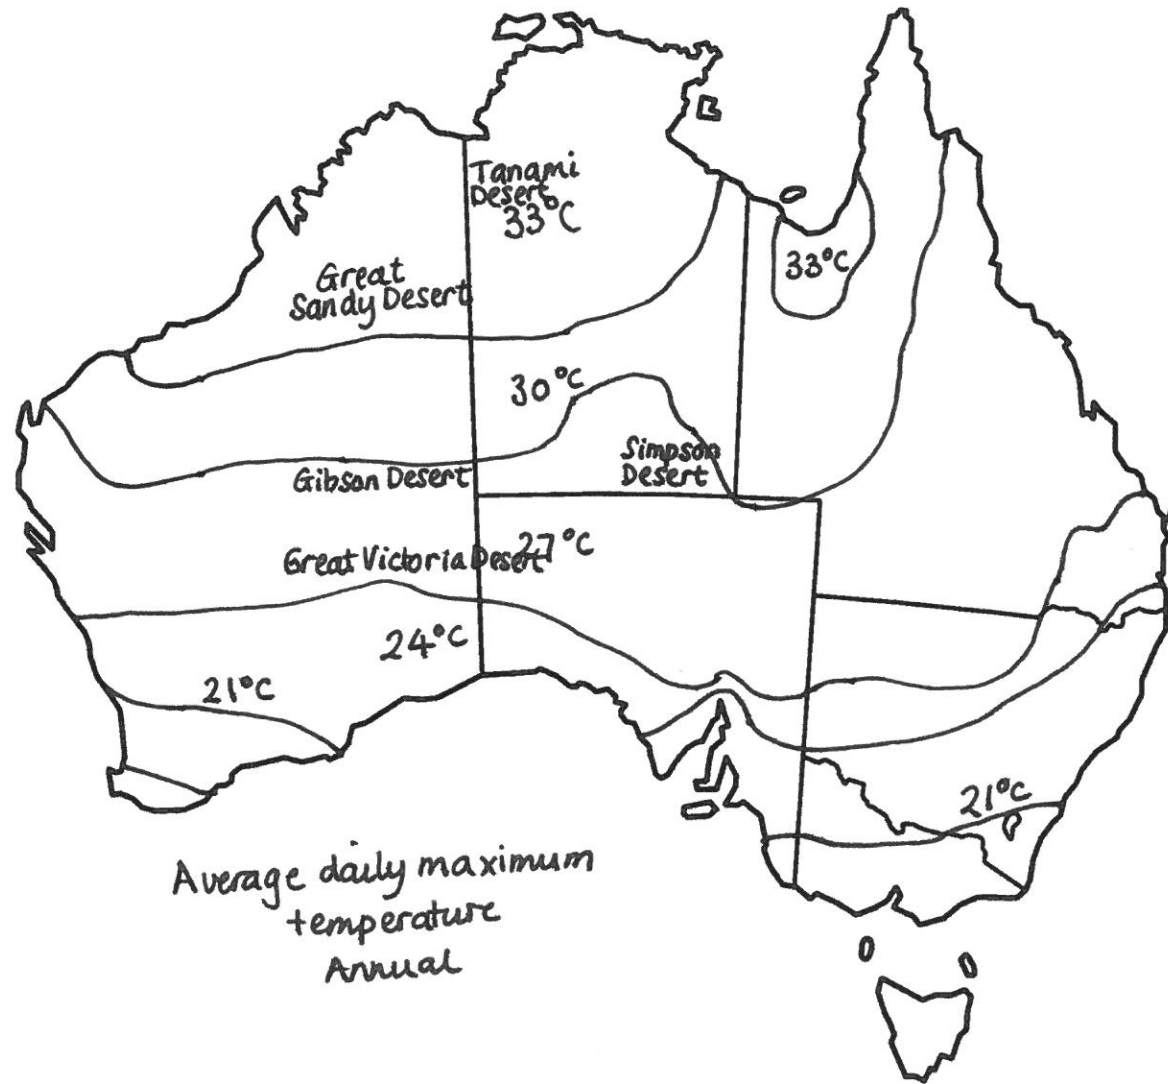 Tanami
Desert
33°C
33°C
Great
Sandy Desert
30°C
Simpson
Desert
Gibson Desert
27°C
Great Victoria Desert
24°C
21°C
21°C
Average daily maximum
temperature
Annual